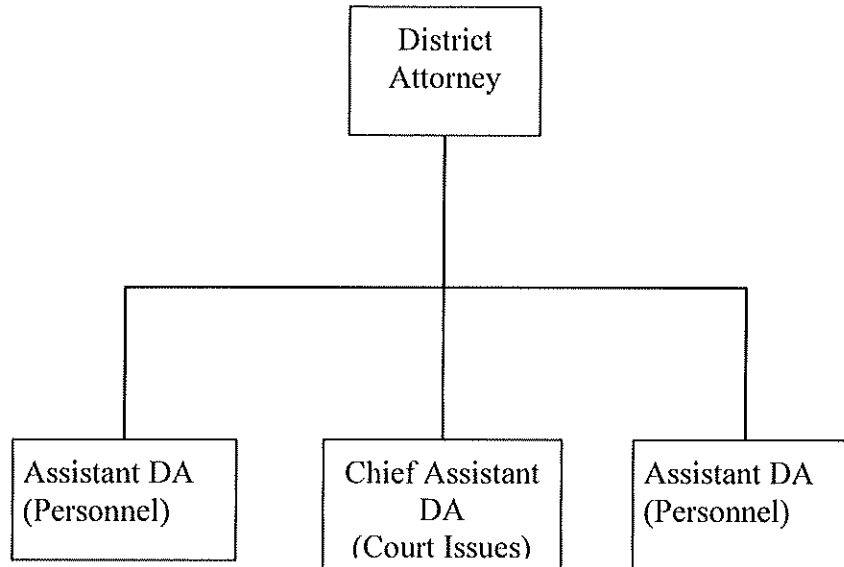 District
Attorney
Assistant DA
(Personnel)
Chief Assistant
DA
(Court Issues)
Assistant DA
(Personnel)